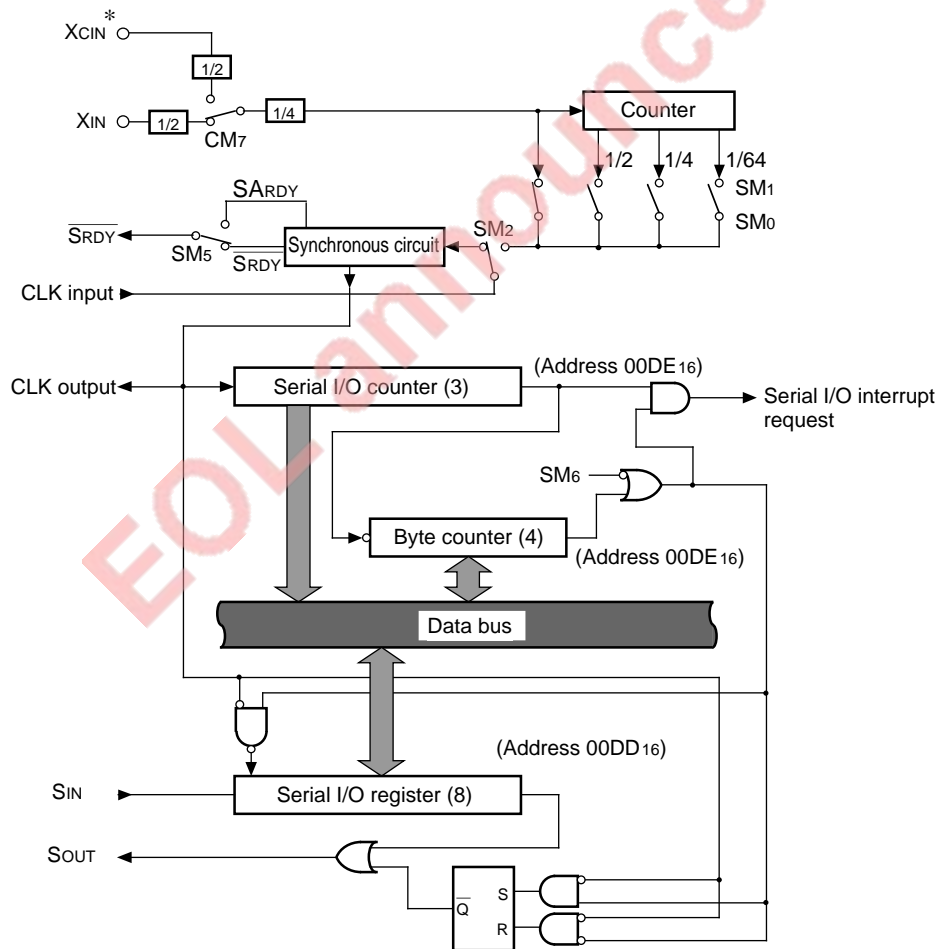 XCIN*
1/2
XIN
1/2
CM7
1/4
Counter
1/2
1/4
1/64
SM1
SM0
SARDY
SRDY
SM5
SRDY
Synchronous circuit
SM2
CLK input
CLK output
Serial I/O counter (3)
(Address 00DE16)
Serial I/O interrupt
request
SM6
Byte counter (4)
(Address 00DE16)
Data bus
(Address 00DD16)
SIN
Serial I/O register (8)
SOUT
Q
S
R
EOL announce